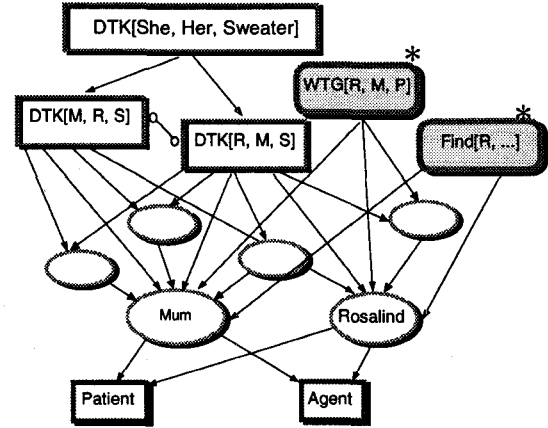 DTK[She, Her, Sweater]
*
WTG[R, M, P]
*
DTK[M, R, S]
DTK[R, M, S]
Find[R, ...]
Mum
Rosalind
Patient
Agent